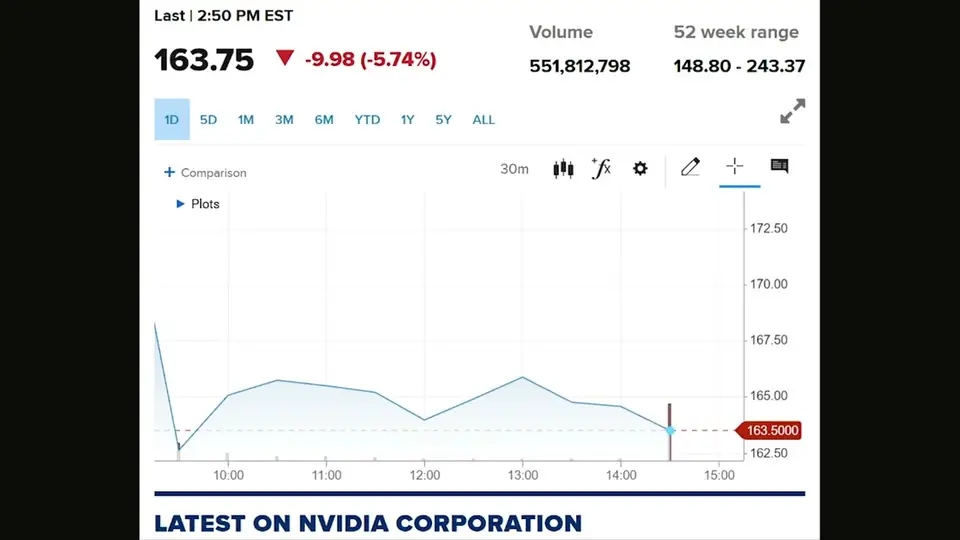 Last | 2:50 PM EST
163.75 ▼ -9.98 (-5.74%)
Volume
551,812,798
52 week range
148.80 - 243.37
1D 5D 1M 3M 6M YTD 1Y 5Y ALL
+ Comparison
30m
Plots
172.50
170.00
167.50
165.00
163.5000
162.50
10:00 11:00 12:00 13:00 14:00 15:00
LATEST ON NVIDIA CORPORATION